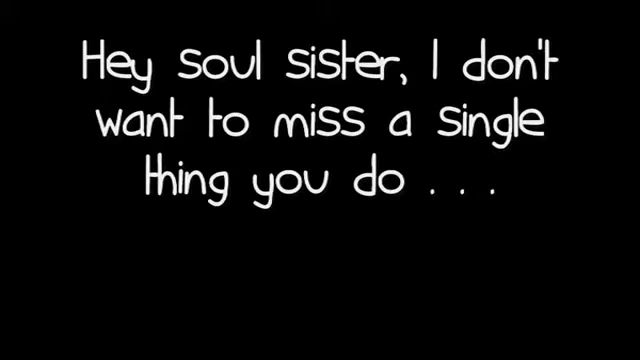 Hey soul sister, I don't
want to miss a single
thing you do . . .